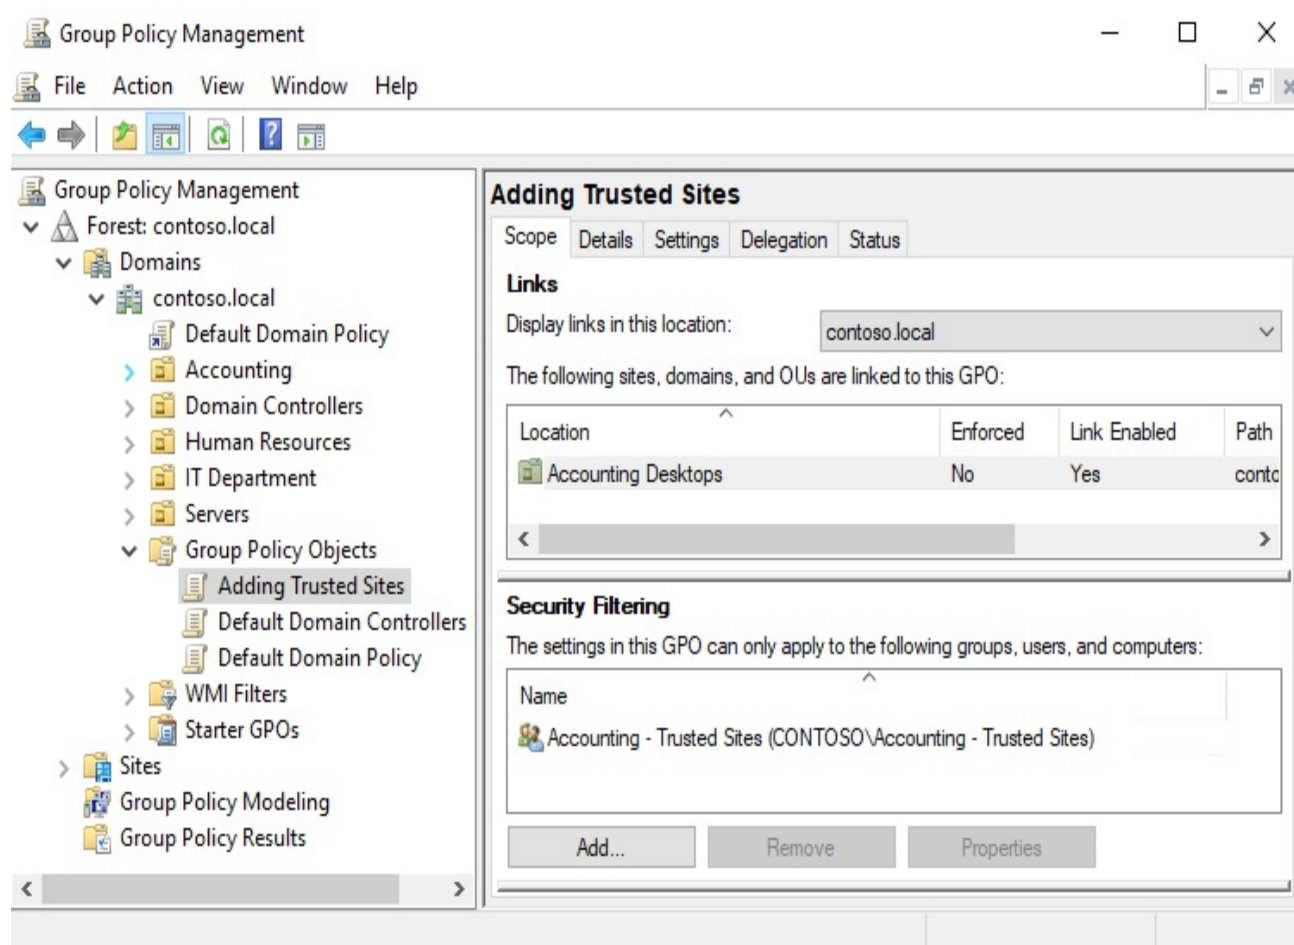 Group Policy Management
File Action View Window Help
Group Policy Management
Forest: contoso.local
Domains
contoso.local
Default Domain Policy
Accounting
Domain Controllers
Human Resources
IT Department
Servers
Group Policy Objects
Adding Trusted Sites
Default Domain Controllers
Default Domain Policy
WMI Filters
Starter GPOs
Sites
Group Policy Modeling
Group Policy Results
Adding Trusted Sites
Scope Details Settings Delegation Status
Links
Display links in this location: contoso.local
The following sites, domains, and OUs are linked to this GPO:
Location Enforced Link Enabled Path
Accounting Desktops No Yes conto
Security Filtering
The settings in this GPO can only apply to the following groups, users, and computers:
Name
Accounting - Trusted Sites (CONTOSO\Accounting - Trusted Sites)
Add... Remove Properties